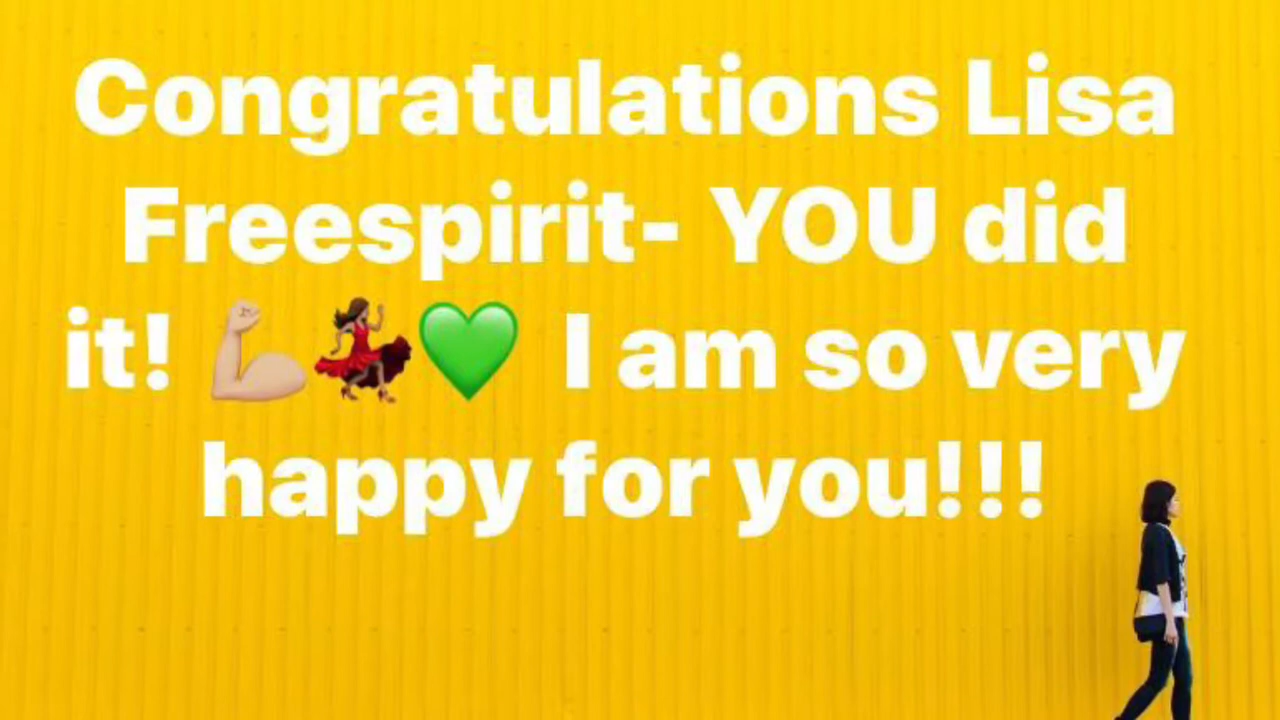 Congratulations Lisa
Freespirit- YOU did
it! 💪🏼💃🏽💚 I am so very
happy for you!!!